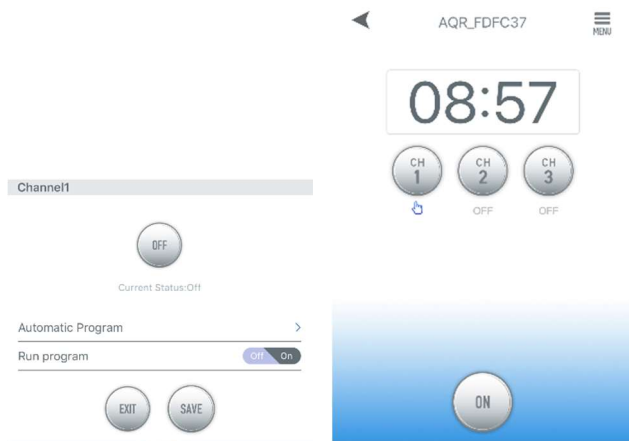 Channel1
OFF
Current Status:Off
Automatic Program
Run program Off On
EXIT SAVE
AQR_FDFC37
MENU
08:57
CH 1 CH 2 CH 3
OFF OFF
ON